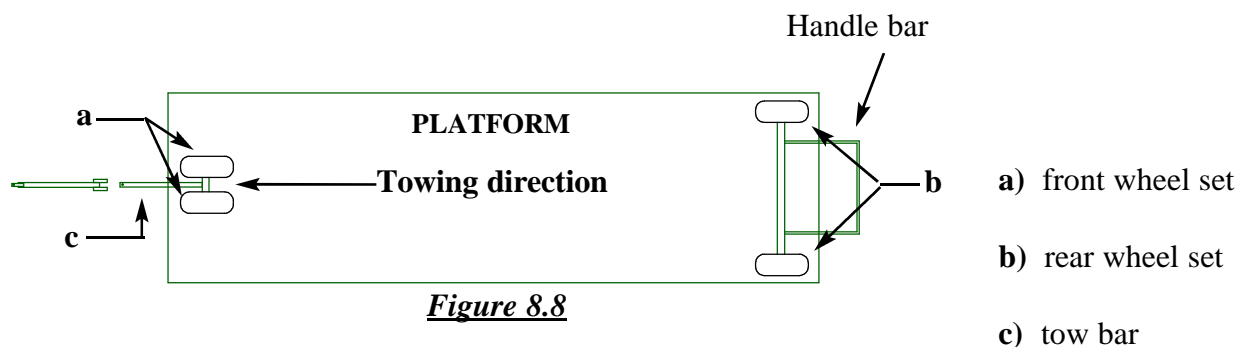 Handle bar
a
PLATFORM
Towing direction
b
a) front wheel set
c
b) rear wheel set
Figure 8.8
c) tow bar